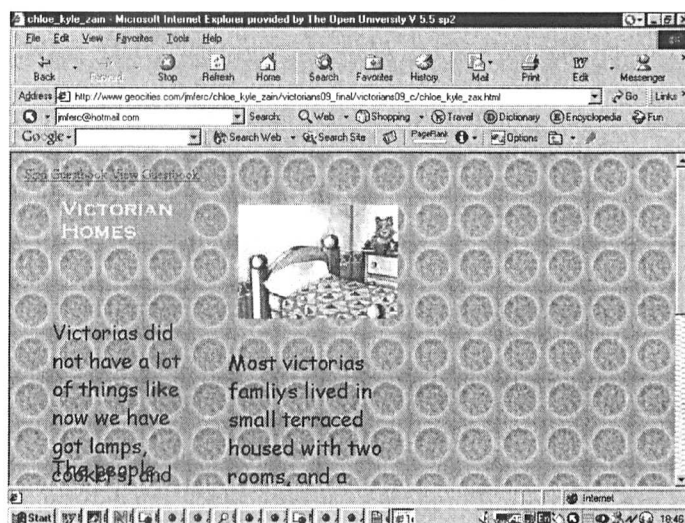 chloe_kyle_zain - Microsoft Internet Explorer provided by The Open University V 5.5 sp2
File Edit View Favorites Tools Help
Back Forward Stop Refresh Home Search Favorites History Mail Print Edit Messenger
Address http://www.geocities.com/jmferc/chloe_kyle_zain/victorians09_final/victorians09_c/chloe_kyle_zax.html Go Links
jmferc@hotmail.com Search: Web Shopping Travel Dictionary Encyclopedia Fun
Google Search Web Search Site PageRank Options
Sign Guestbook View Guestbook
VICTORIAN
HOMES
Victorias did
not have a lot
of things like
now we have
got lamps,
cookers, and
The people
Most victorias
famliys lived in
small terraced
housed with two
rooms, and a
Internet
Start 18:46